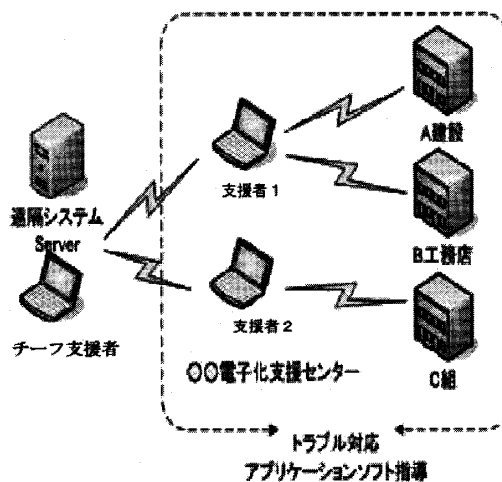 遠隔システム
Server
チーフ支援者
支援者1
支援者2
A建設
B工務店
C組
〇〇電子化支援センター
トラブル対応
アプリケーションソフト指導